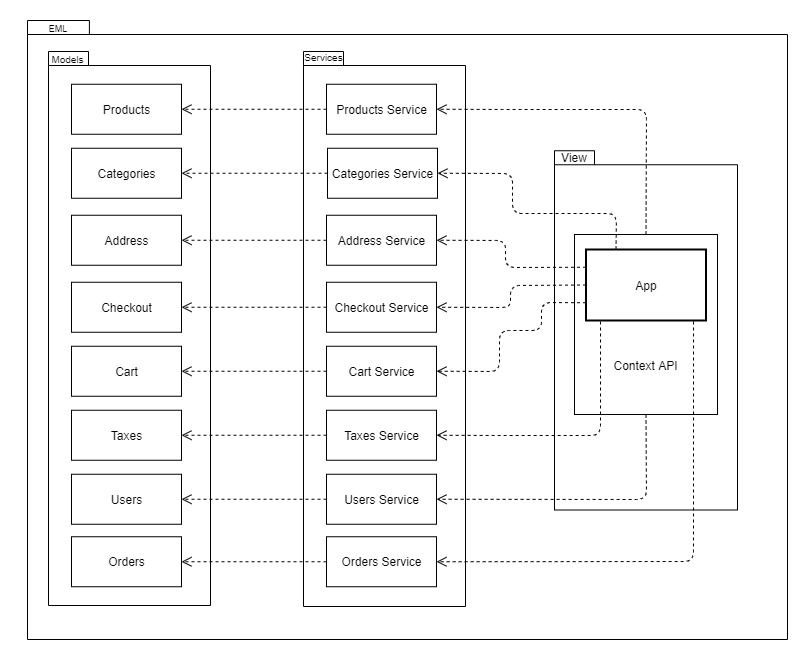 EML
Models
Services
Products
Products Service
View
Categories
Categories Service
Address
Address Service
App
Checkout
Checkout Service
Context API
Cart
Cart Service
Taxes
Taxes Service
Users
Users Service
Orders
Orders Service